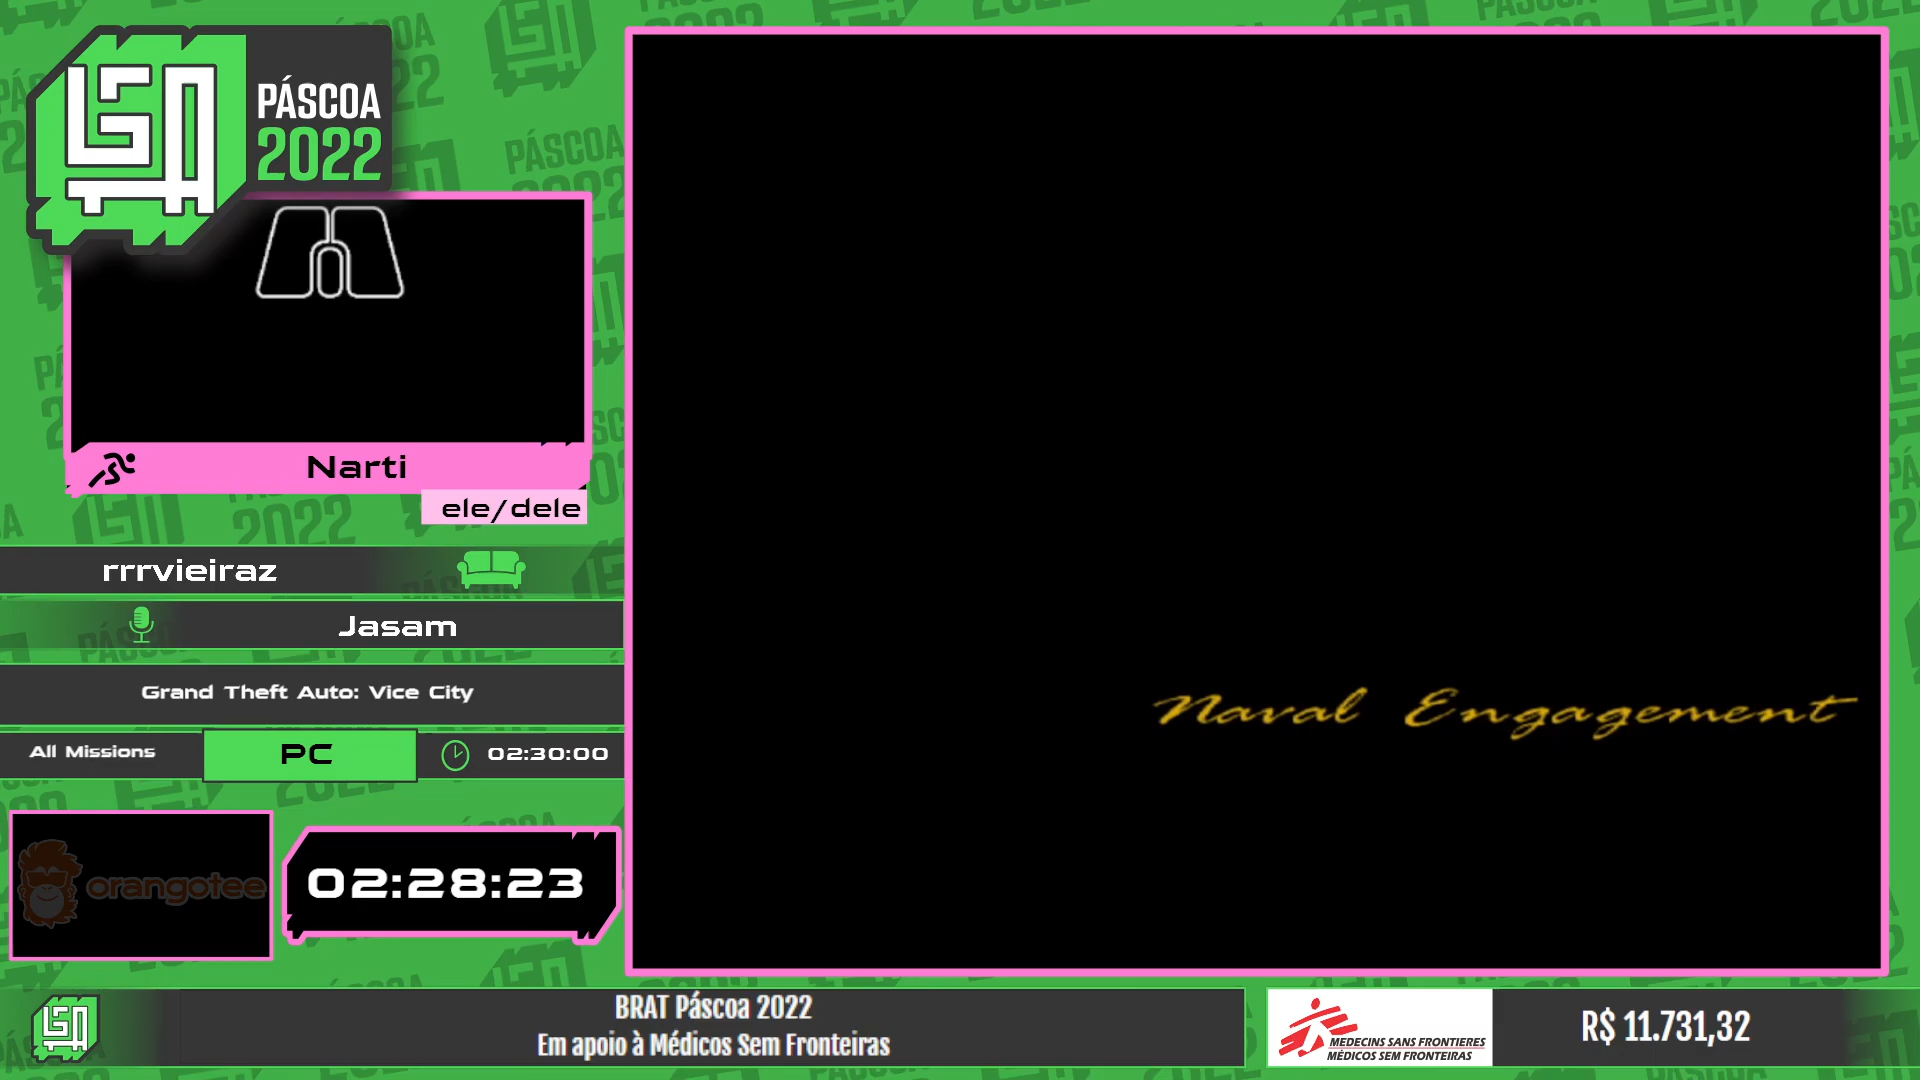 PÁSCOA
2022
Narti
ele/dele
rrrvieiraz
Jasam
Grand Theft Auto: Vice City
All Missions
PC
02:30:00
orangotee
02:28:23
Naval Engagement
BRAT Páscoa 2022
Em apoio à Médicos Sem Fronteiras
MEDECINS SANS FRONTIERES
MÉDICOS SEM FRONTEIRAS
R$ 11.731,32